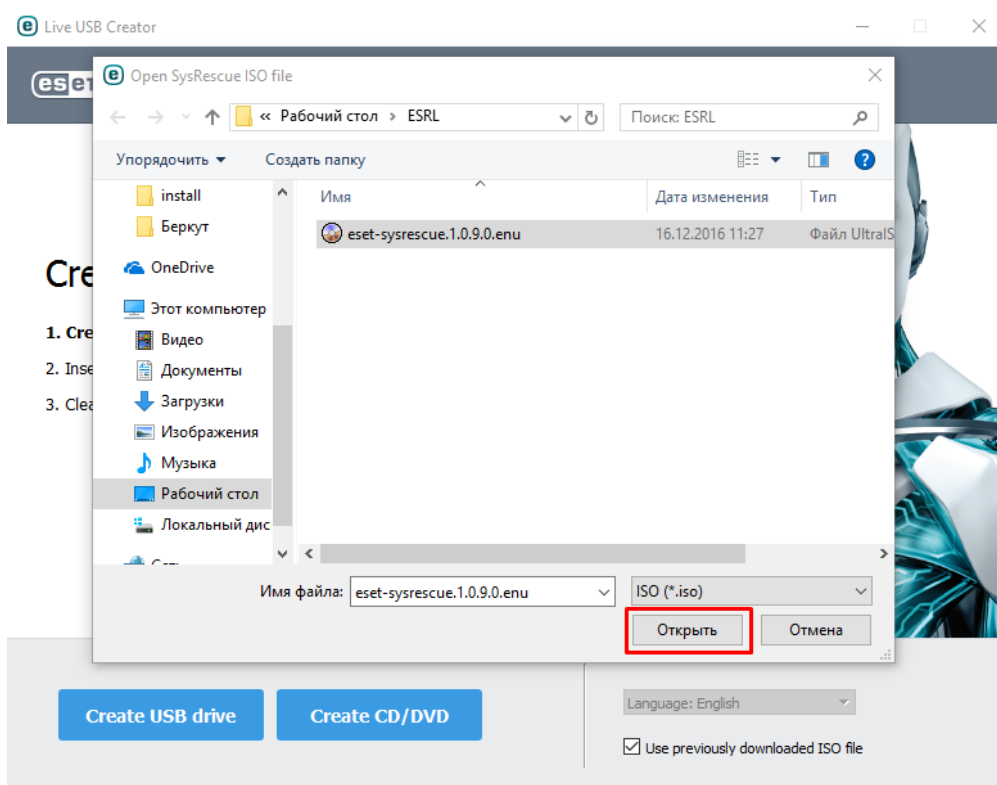 Live USB Creator
eset
Open SysRescue ISO file
« Рабочий стол › ESRL
Поиск: ESRL
Упорядочить
Создать папку
install
Беркут
OneDrive
Этот компьютер
Видео
Документы
Загрузки
Изображения
Музыка
Рабочий стол
Локальный дис
Имя
Дата изменения
Тип
eset-sysrescue.1.0.9.0.enu
16.12.2016 11:27
Файл UltraIS
Cre
1. Cre
2. Inse
3. Clea
Имя файла:
eset-sysrescue.1.0.9.0.enu
ISO (*.iso)
Открыть
Отмена
Create USB drive
Create CD/DVD
Language: English
Use previously downloaded ISO file